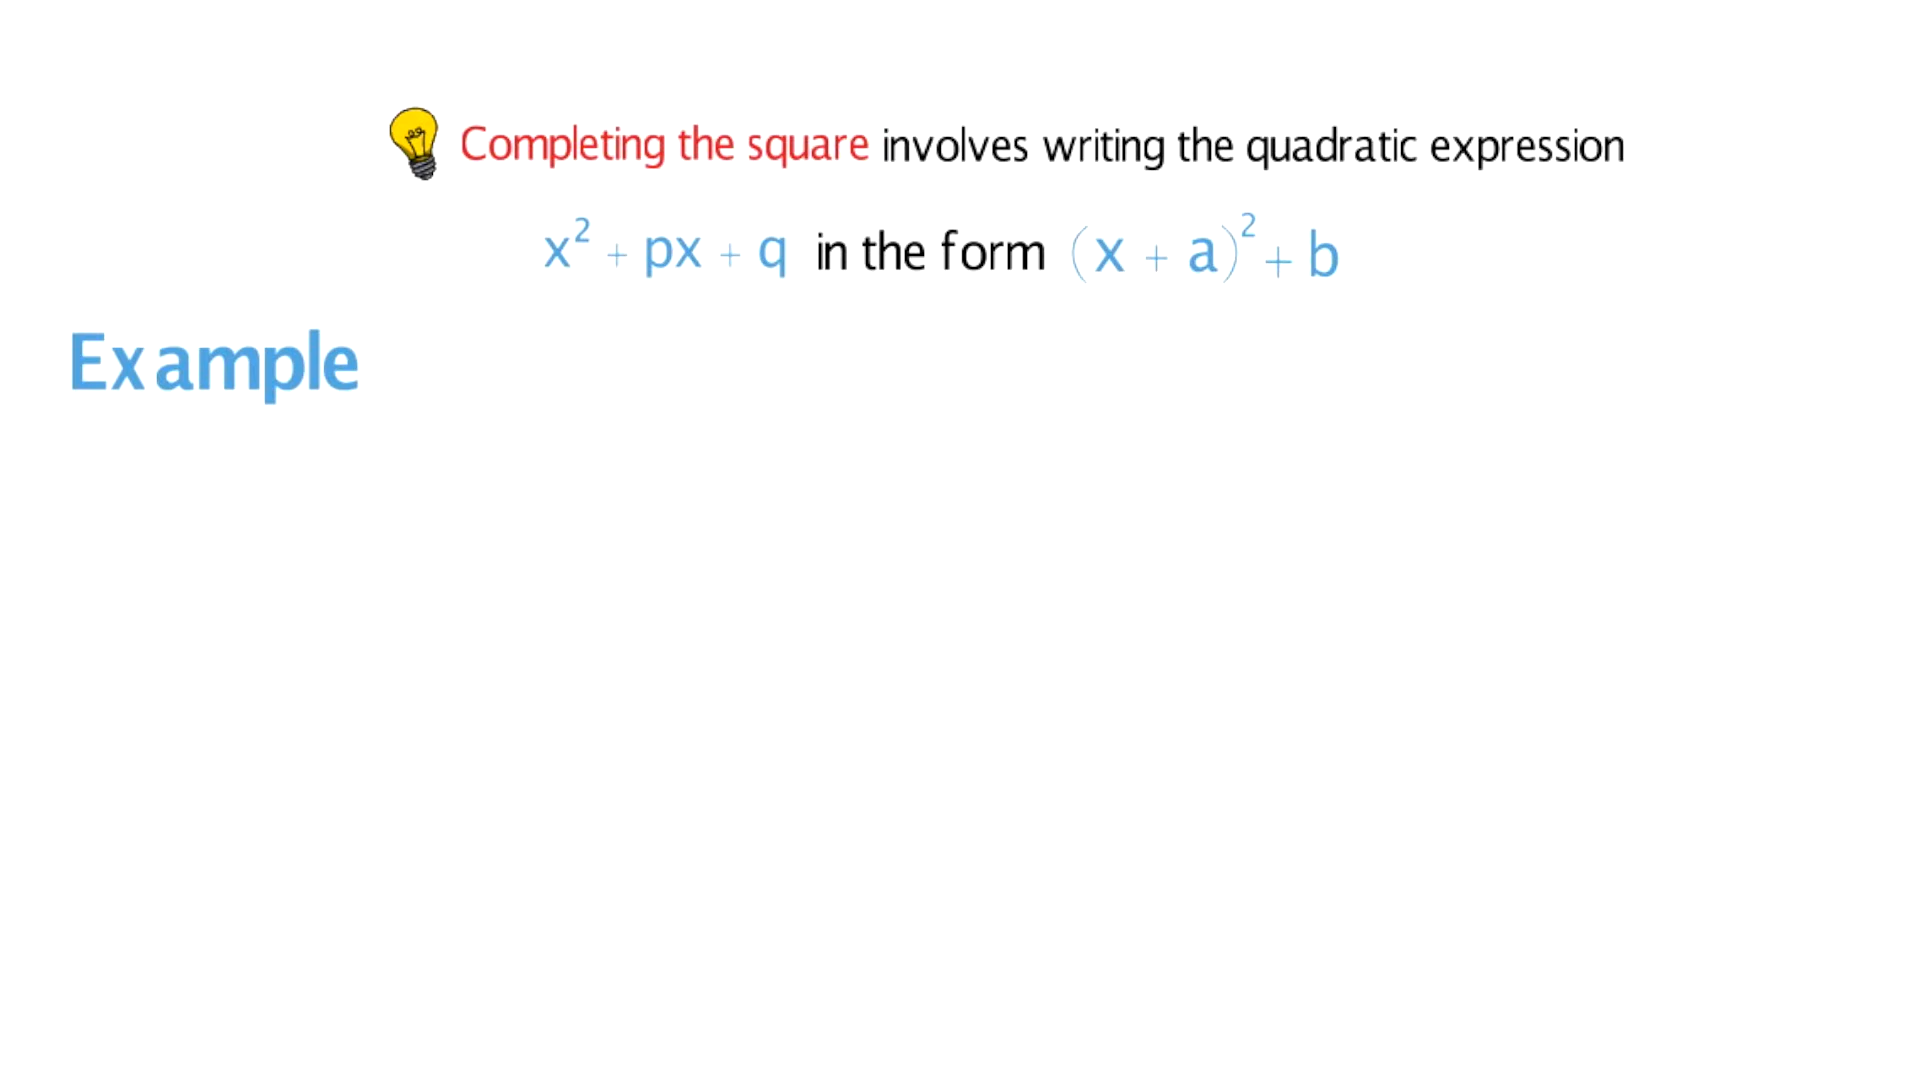 Completing the square involves writing the quadratic expression
x² + px + q in the form (x + a)² + b
Example